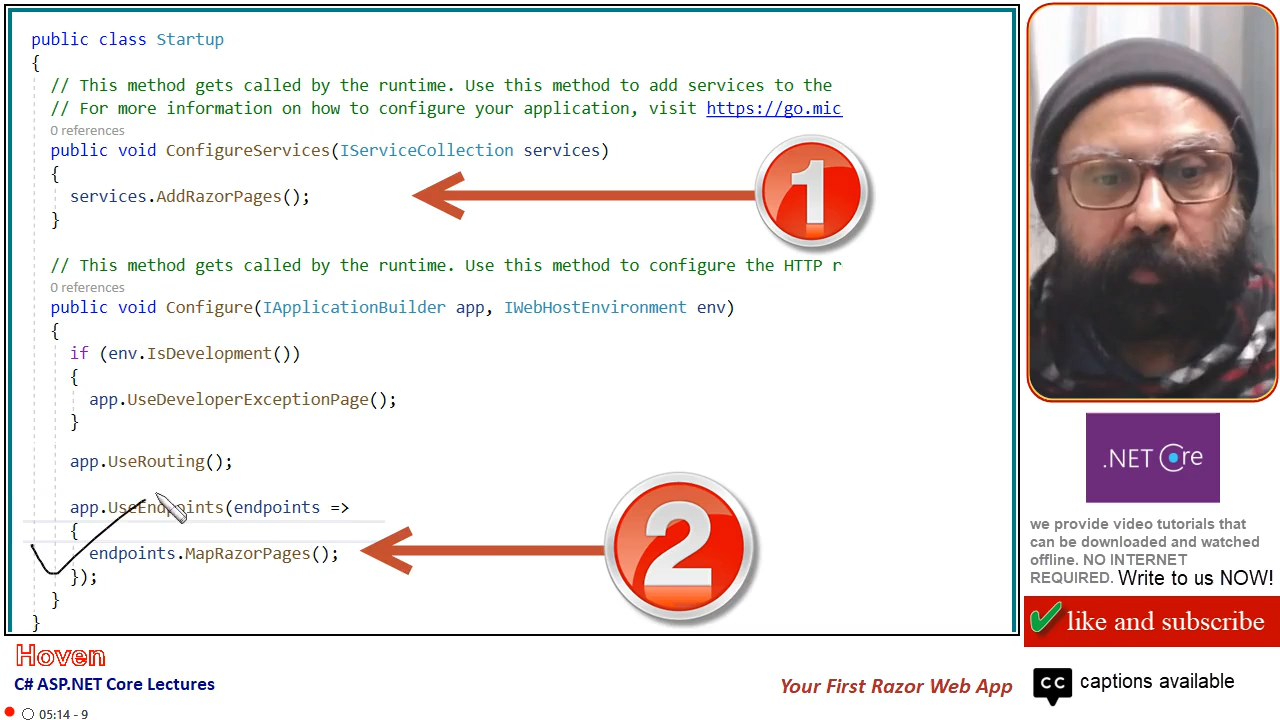 public class Startup
{
// This method gets called by the runtime. Use this method to add services to the
// For more information on how to configure your application, visit https://go.mic
0 references
public void ConfigureServices(IServiceCollection services)
{
services.AddRazorPages();
}
1
// This method gets called by the runtime. Use this method to configure the HTTP r
0 references
public void Configure(IApplicationBuilder app, IWebHostEnvironment env)
{
if (env.IsDevelopment())
{
app.UseDeveloperExceptionPage();
}
app.UseRouting();
app.UseEndpoints(endpoints =>
{
endpoints.MapRazorPages();
});
}
}
2
.NET Core
we provide video tutorials that
can be downloaded and watched
offline. NO INTERNET
REQUIRED. Write to us NOW!
like and subscribe
Hoven
C# ASP.NET Core Lectures
Your First Razor Web App
CC captions available
05:14 - 9